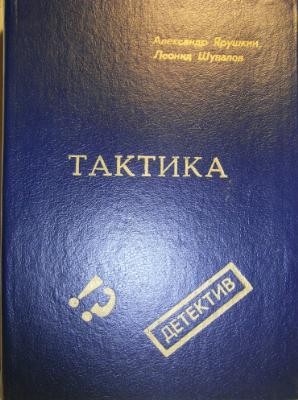 Александр Ярушкин
Леонид Шувалов
ТАКТИКА
!?
ДЕТЕКТИВ